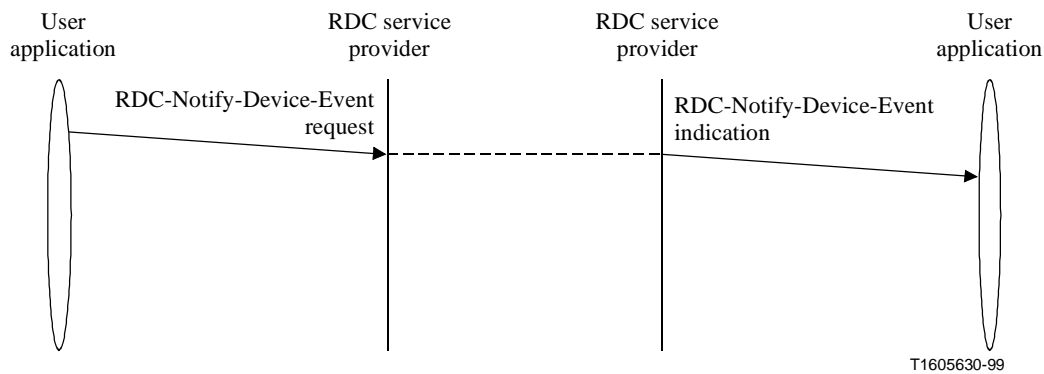 User
application
RDC service
provider
RDC service
provider
User
application
RDC-Notify-Device-Event
request
RDC-Notify-Device-Event
indication
T1605630-99